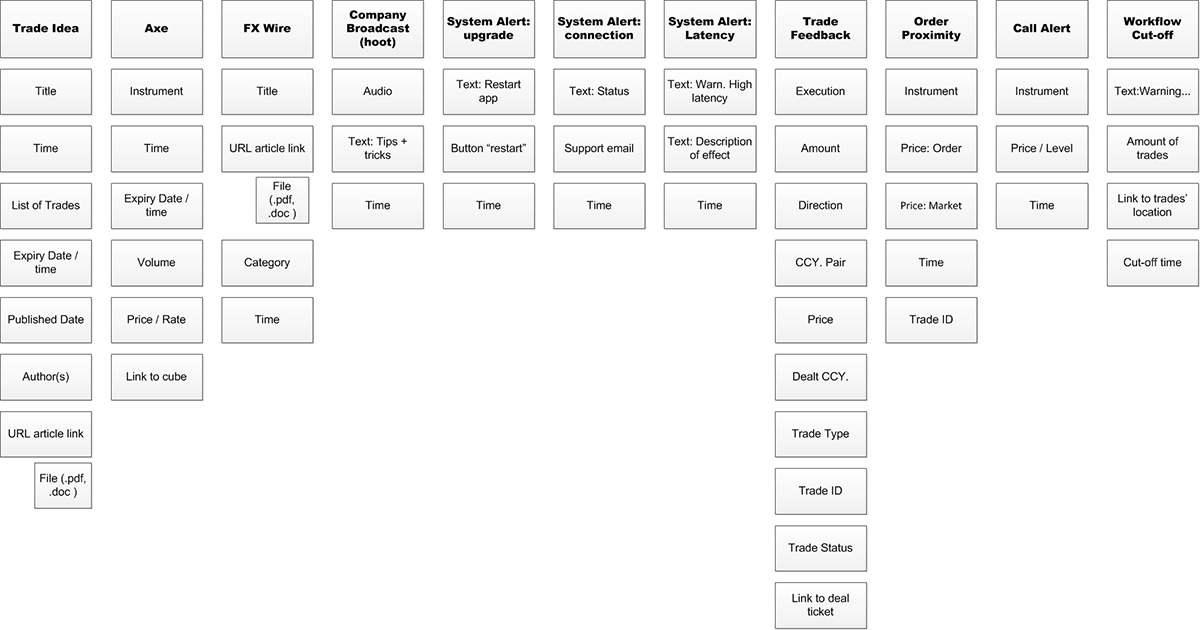 Trade Idea
Title
Time
List of Trades
Expiry Date /
time
Published Date
Author(s)
URL article link
File (.pdf,
.doc )
Axe
Instrument
Time
Expiry Date /
time
Volume
Price / Rate
Link to cube
FX Wire
Title
URL article link
File
(.pdf,
.doc )
Category
Time
Company
Broadcast
(hoot)
Audio
Text: Tips +
tricks
Time
System Alert:
upgrade
Text: Restart
app
Button “restart”
Time
System Alert:
connection
Text: Status
Support email
Time
System Alert:
Latency
Text: Warn. High
latency
Text: Description
of effect
Time
Trade
Feedback
Execution
Amount
Direction
CCY. Pair
Price
Dealt CCY.
Trade Type
Trade ID
Trade Status
Link to deal
ticket
Order
Proximity
Instrument
Price: Order
Price: Market
Time
Trade ID
Call Alert
Instrument
Price / Level
Time
Workflow
Cut-off
Text:Warning...
Amount of
trades
Link to trades’
location
Cut-off time